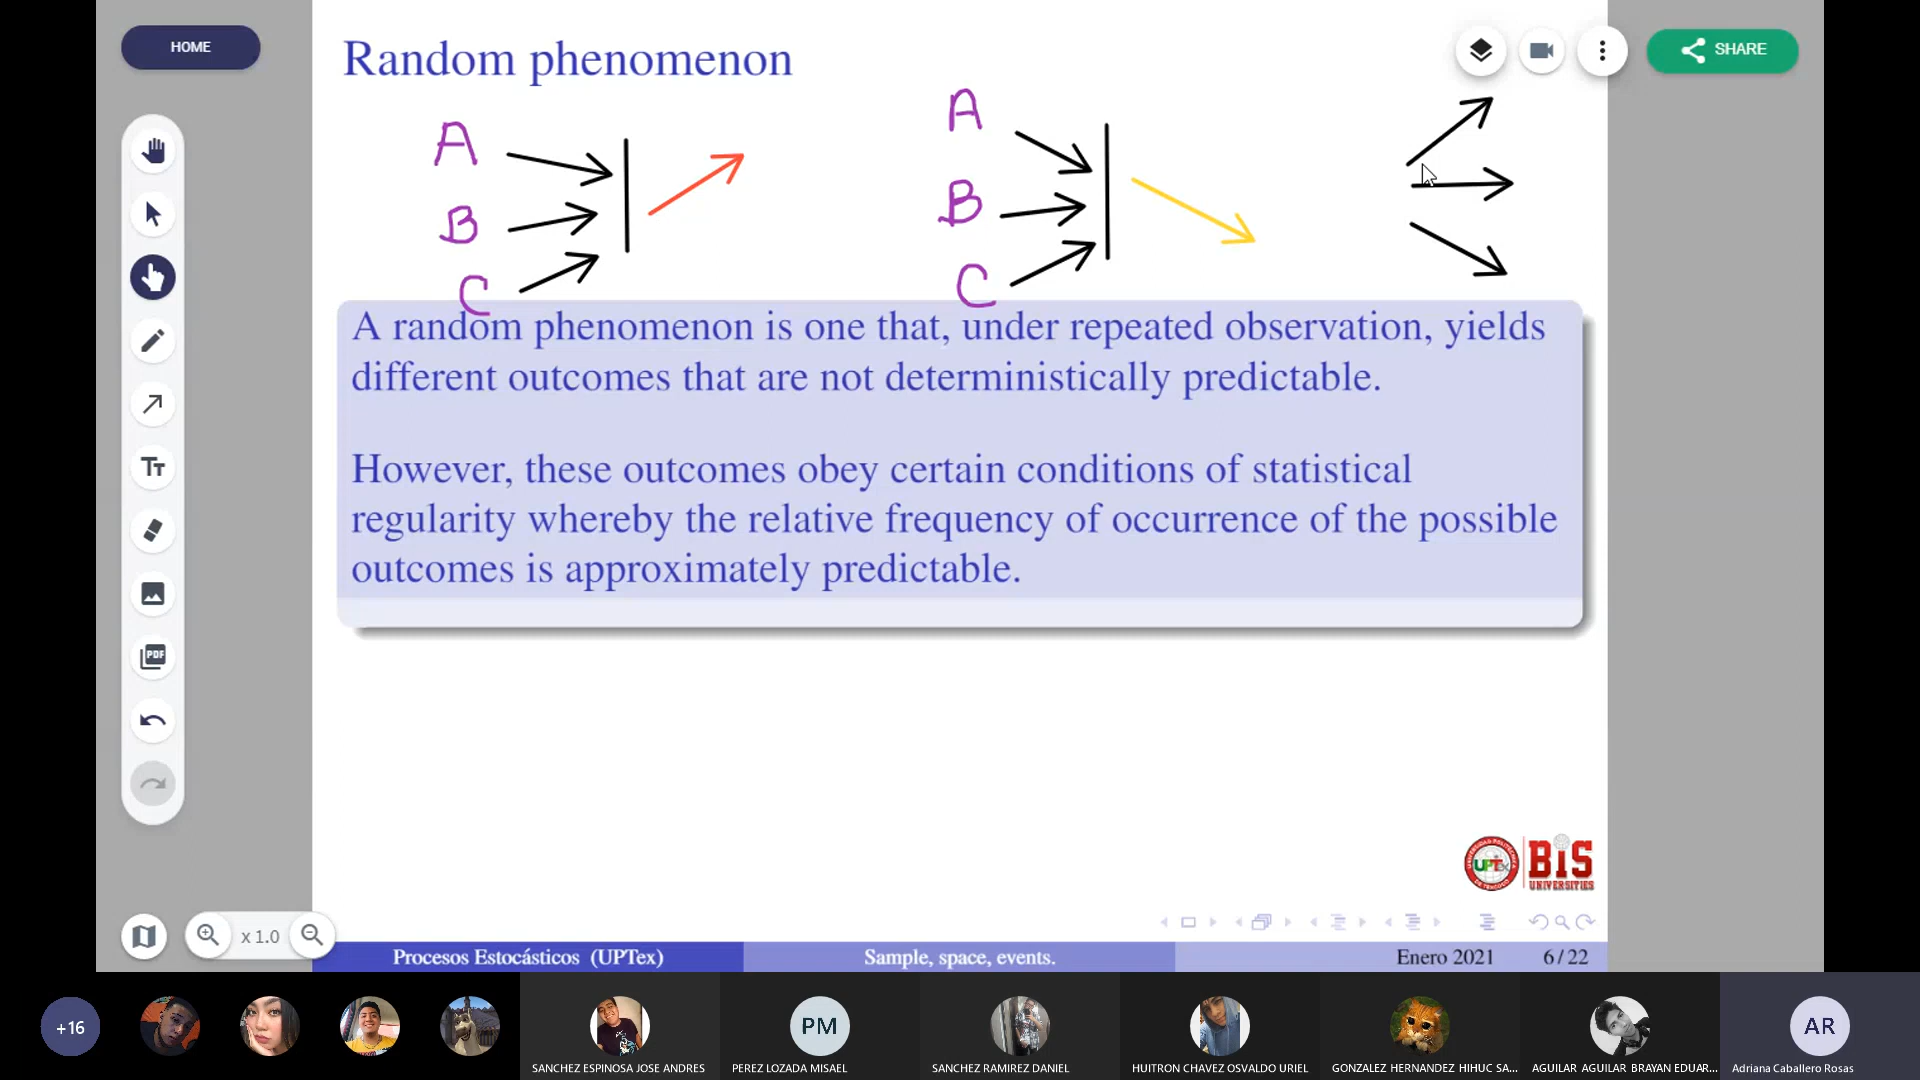 HOME
Random phenomenon
SHARE
A
B
C
A
B
C
A random phenomenon is one that, under repeated observation, yields
different outcomes that are not deterministically predictable.
However, these outcomes obey certain conditions of statistical
regularity whereby the relative frequency of occurrence of the possible
outcomes is approximately predictable.
TT
PDF
x 1.0
UPTex
BiS
UNIVERSITIES
Procesos Estocásticos (UPTex)
Sample, space, events.
Enero 2021
6 / 22
+16
PM
AR
SANCHEZ ESPINOSA JOSE ANDRES
PEREZ LOZADA MISAEL
SANCHEZ RAMIREZ DANIEL
HUITRON CHAVEZ OSVALDO URIEL
GONZALEZ HERNANDEZ HIHUC SA...
AGUILAR AGUILAR BRAYAN EDUAR...
Adriana Caballero Rosas